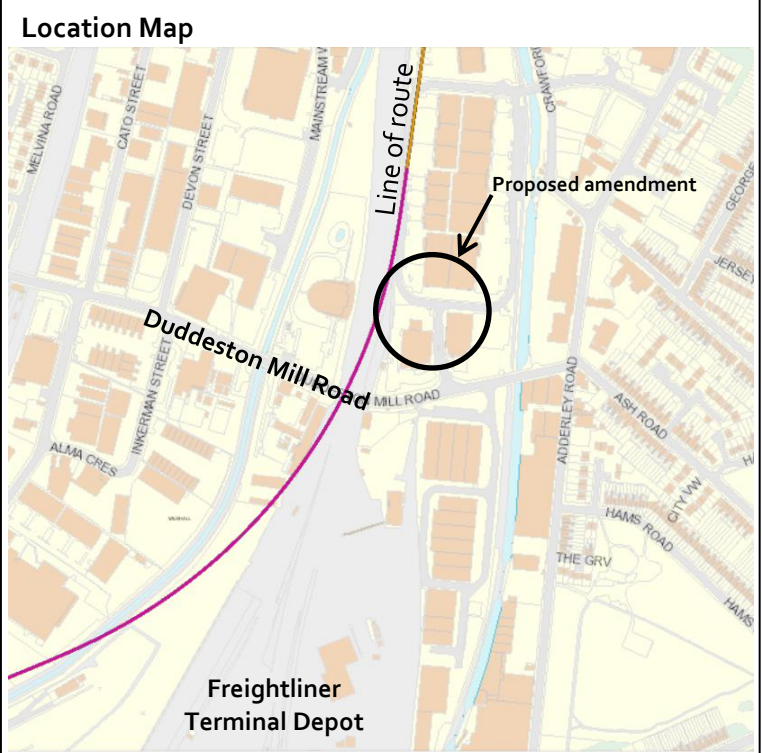 Location Map
MELVINA ROAD
CATO STREET
DEVON STREET
MAINSTREAM W
Line of route
CRAWFOR
Proposed amendment
GEORGE
JERSEY
Duddeston Mill Road
MILL ROAD
INKERMAN STREET
ALMA CRES
ADDERLEY ROAD
ASH ROAD
CITY VW
HAMS ROAD
THE GRV
HAMS
Freightliner
Terminal Depot